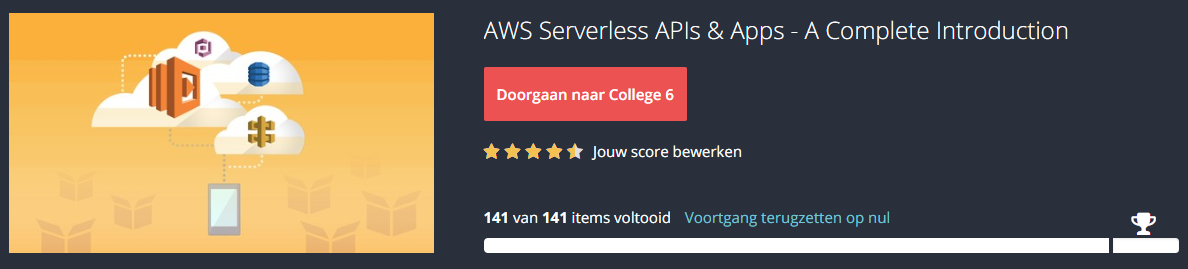 AWS Serverless APIs & Apps - A Complete Introduction
Doorgaan naar College 6
Jouw score bewerken
141 van 141 items voltooid Voortgang terugzetten op nul